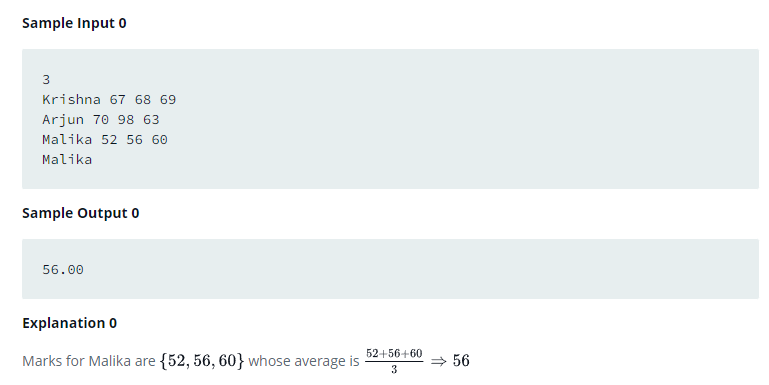 Sample Input 0
3
Krishna 67 68 69
Arjun 70 98 63
Malika 52 56 60
Malika
Sample Output 0
56.00
Explanation 0
Marks for Malika are {52, 56, 60} whose average is 52+56+60/3 ⇒ 56